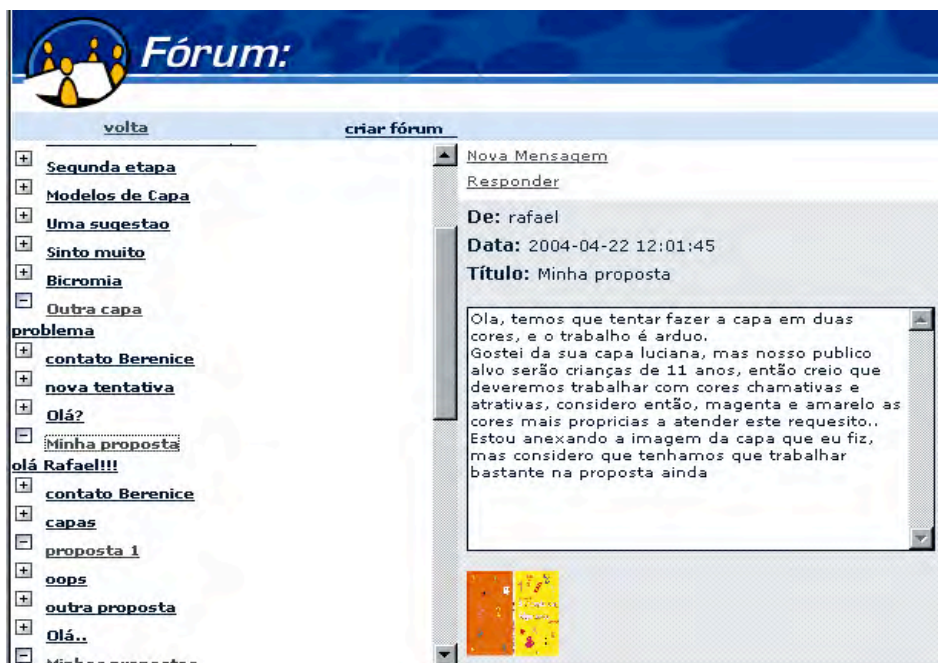 Fórum:
volta
criar fórum
Segunda etapa
Modelos de Capa
Uma sugestao
Sinto muito
Bicromia
Outra capa
problema
contato Berenice
nova tentativa
Olá?
Minha proposta
olá Rafael!!!
contato Berenice
capas
proposta 1
oops
outra proposta
Olá..
Nova Mensagem
Responder
De: rafael
Data: 2004-04-22 12:01:45
Título: Minha proposta
Ola, temos que tentar fazer a capa em duas
cores, e o trabalho é arduo.
Gostei da sua capa luciana, mas nosso publico
alvo serão crianças de 11 anos, então creio que
deveremos trabalhar com cores chamativas e
atrativas, considero então, magenta e amarelo as
cores mais propricias a atender este requesito..
Estou anexando a imagem da capa que eu fiz,
mas considero que tenhamos que trabalhar
bastante na proposta ainda